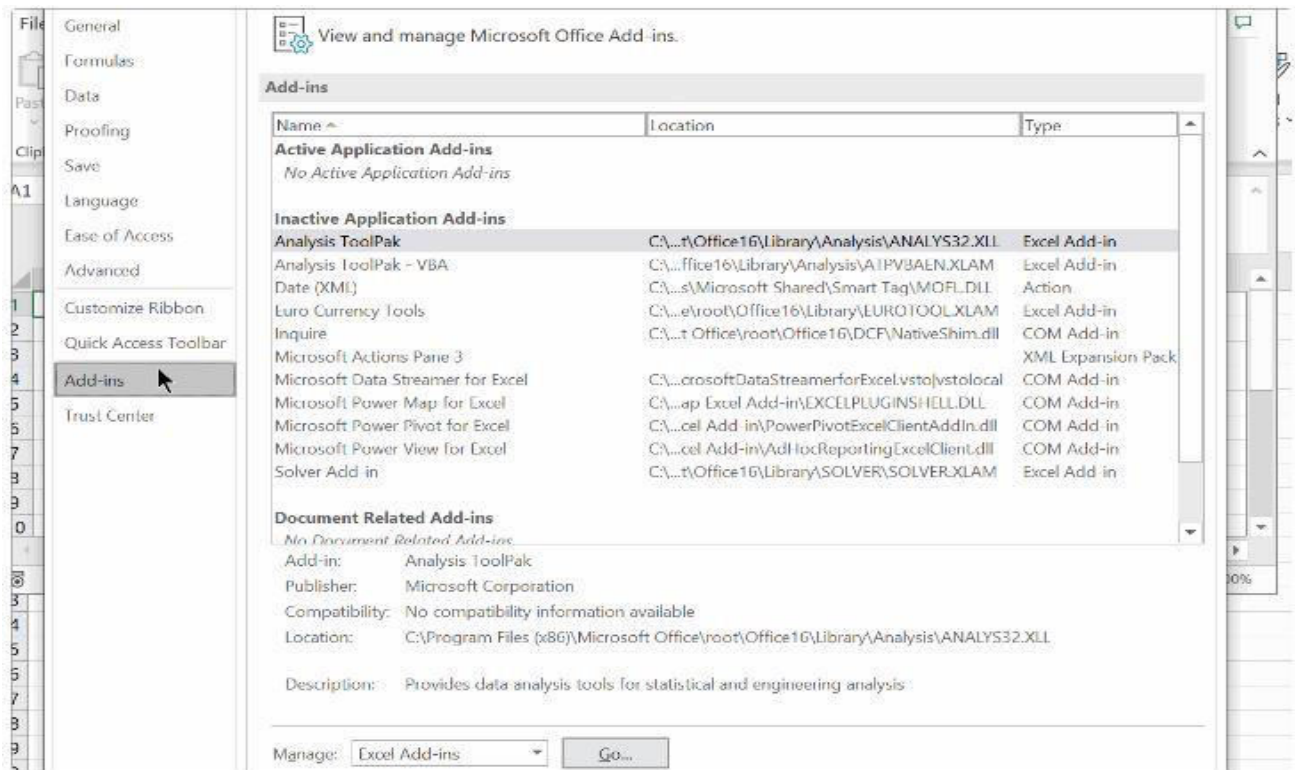 File
Past
Clip
A1
General
Formulas
Data
Proofing
Save
Language
Ease of Access
Advanced
Customize Ribbon
Quick Access Toolbar
Add-ins
Trust Center
View and manage Microsoft Office Add-ins.
Add-ins
Name Location Type
Active Application Add-ins
No Active Application Add-ins
Inactive Application Add-ins
Analysis ToolPak C:\...t\Office16\Library\Analysis\ANALYS32.XLL Excel Add-in
Analysis ToolPak - VBA C:\...ffice16\Library\Analysis\ATPVBAEN.XLAM Excel Add-in
Date (XML) C:\...s\Microsoft Shared\Smart Tag\MOFL.DLL Action
Euro Currency Tools C:\...e\root\Office16\Library\EUROTOOL.XLAM Excel Add-in
Inquire C:\...t Office\root\Office16\DCF\NativeShim.dll COM Add-in
Microsoft Actions Pane 3 XML Expansion Pack
Microsoft Data Streamer for Excel C:\...crosoftDataStreamerforExcel.vsto|vstolocal COM Add-in
Microsoft Power Map for Excel C:\...ap Excel Add-in\EXCELPLUGINSHELL.DLL COM Add-in
Microsoft Power Pivot for Excel C:\...cel Add-in\PowerPivotExcelClientAddIn.dll COM Add-in
Microsoft Power View for Excel C:\...cel Add-in\AdHocReportingExcelClient.dll COM Add-in
Solver Add-in C:\...t\Office16\Library\SOLVER\SOLVER.XLAM Excel Add-in
Document Related Add-ins
No Document Related Add-ins
Add-in: Analysis ToolPak
Publisher: Microsoft Corporation
Compatibility: No compatibility information available
Location: C:\Program Files (x86)\Microsoft Office\root\Office16\Library\Analysis\ANALYS32.XLL
Description: Provides data analysis tools for statistical and engineering analysis
Manage: Excel Add-ins Go...